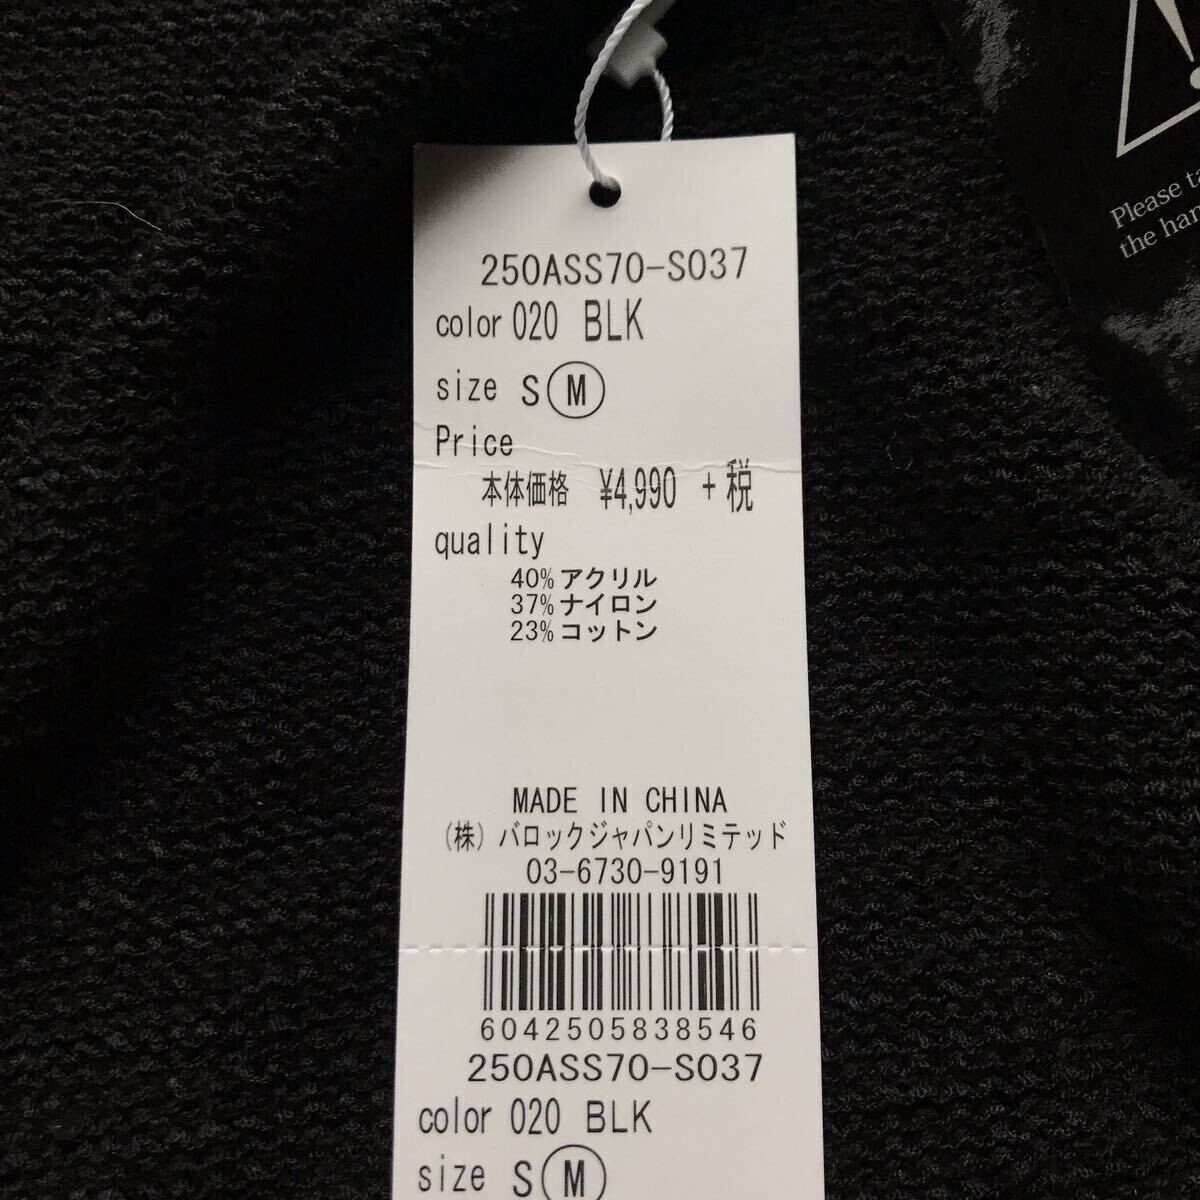 250ASS70-S037
color 020 BLK
size S M
Price
本体価格 ¥4,990 +税
quality
40% アクリル
37% ナイロン
23% コットン
MADE IN CHINA
(株) バロックジャパンリミテッド
03-6730-9191
6042505838546
250ASS70-S037
color 020 BLK
size S M
Please ta
the han